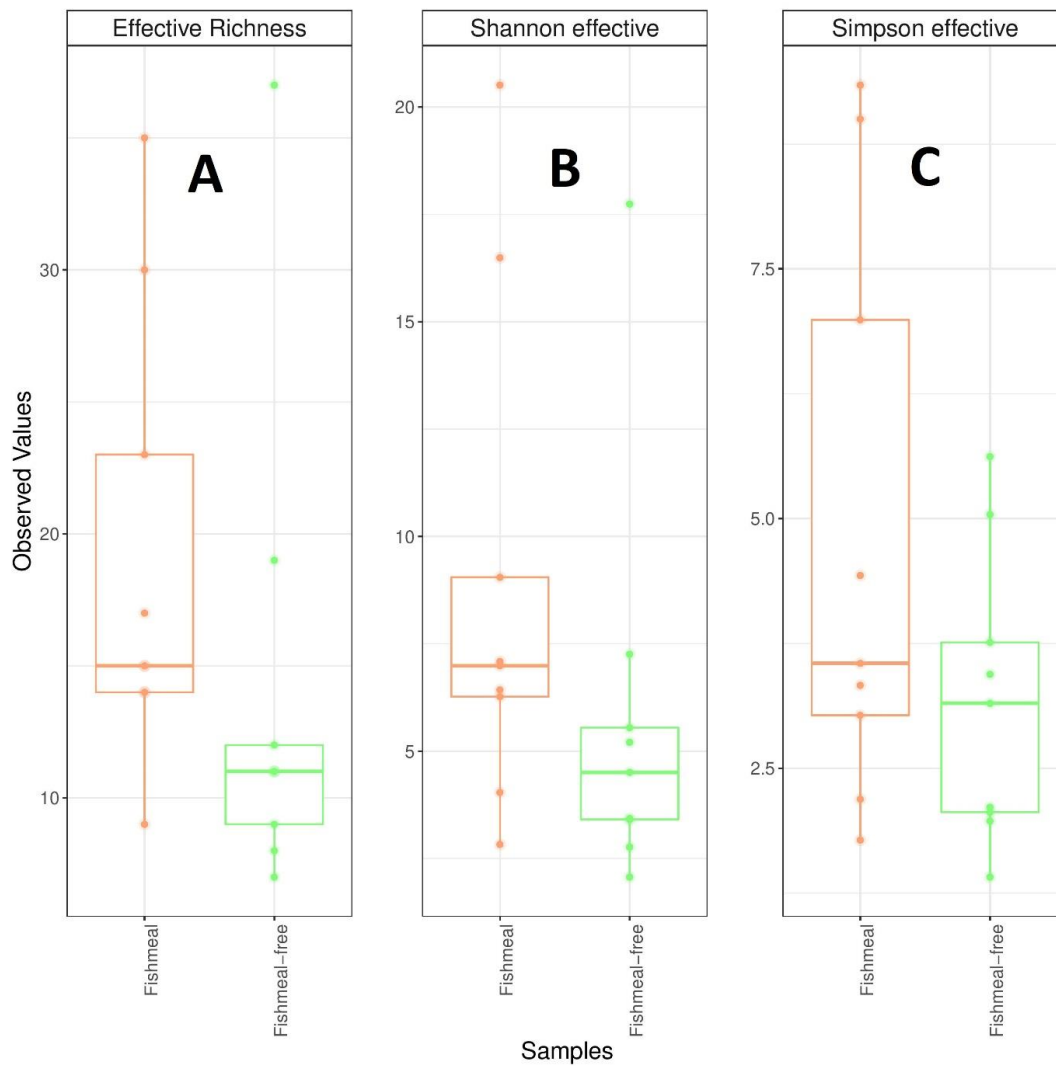 Effective Richness
Shannon effective
Simpson effective
A
B
C
Observed Values
30
20
10
20
15
10
5
7.5
5.0
2.5
Fishmeal
Fishmeal-free
Fishmeal
Fishmeal-free
Fishmeal
Fishmeal-free
Samples